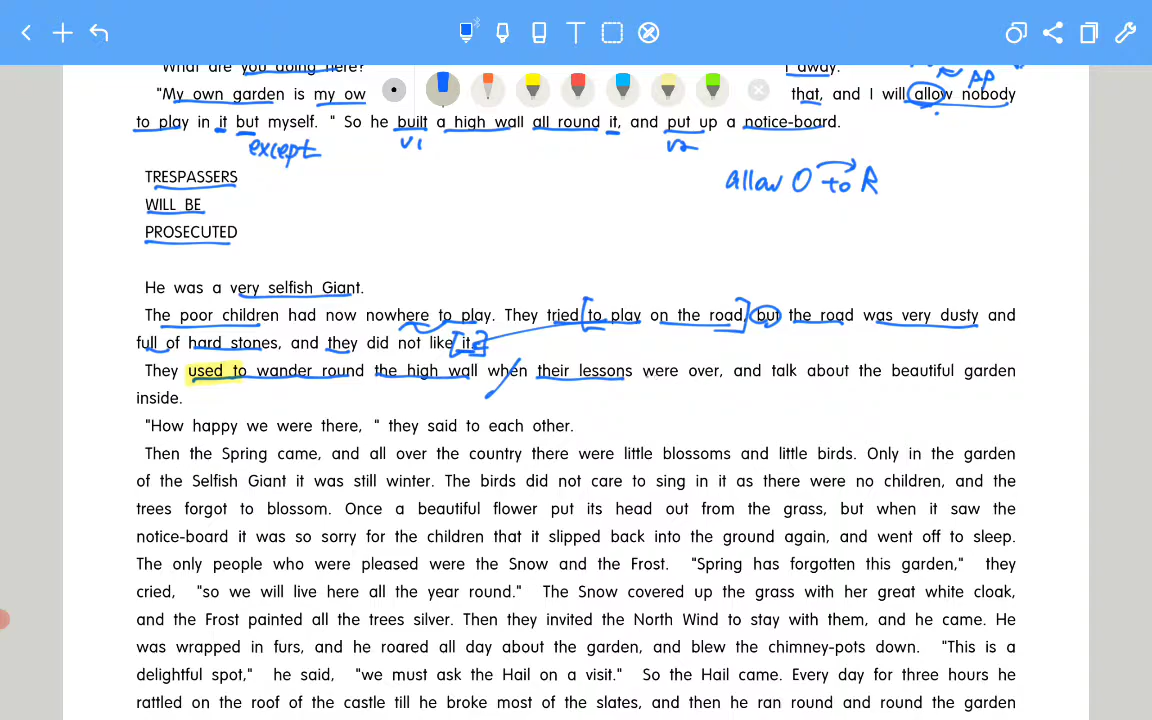 "What are you doing here? I away.
"My own garden is my ow that, and I will allow nobody
to play in it but myself. " So he built a high wall all round it, and put up a notice-board.
except V1 V2
TRESPASSERS
allow O to R
WILL BE
PROSECUTED
He was a very selfish Giant.
The poor children had now nowhere to play. They tried [to play on the road], but the road was very dusty and
full of hard stones, and they did not like [it.]
They used to wander round the high wall when their lessons were over, and talk about the beautiful garden
inside.
"How happy we were there, " they said to each other.
Then the Spring came, and all over the country there were little blossoms and little birds. Only in the garden
of the Selfish Giant it was still winter. The birds did not care to sing in it as there were no children, and the
trees forgot to blossom. Once a beautiful flower put its head out from the grass, but when it saw the
notice-board it was so sorry for the children that it slipped back into the ground again, and went off to sleep.
The only people who were pleased were the Snow and the Frost. "Spring has forgotten this garden," they
cried, "so we will live here all the year round." The Snow covered up the grass with her great white cloak,
and the Frost painted all the trees silver. Then they invited the North Wind to stay with them, and he came. He
was wrapped in furs, and he roared all day about the garden, and blew the chimney-pots down. "This is a
delightful spot," he said, "we must ask the Hail on a visit." So the Hail came. Every day for three hours he
rattled on the roof of the castle till he broke most of the slates, and then he ran round and round the garden